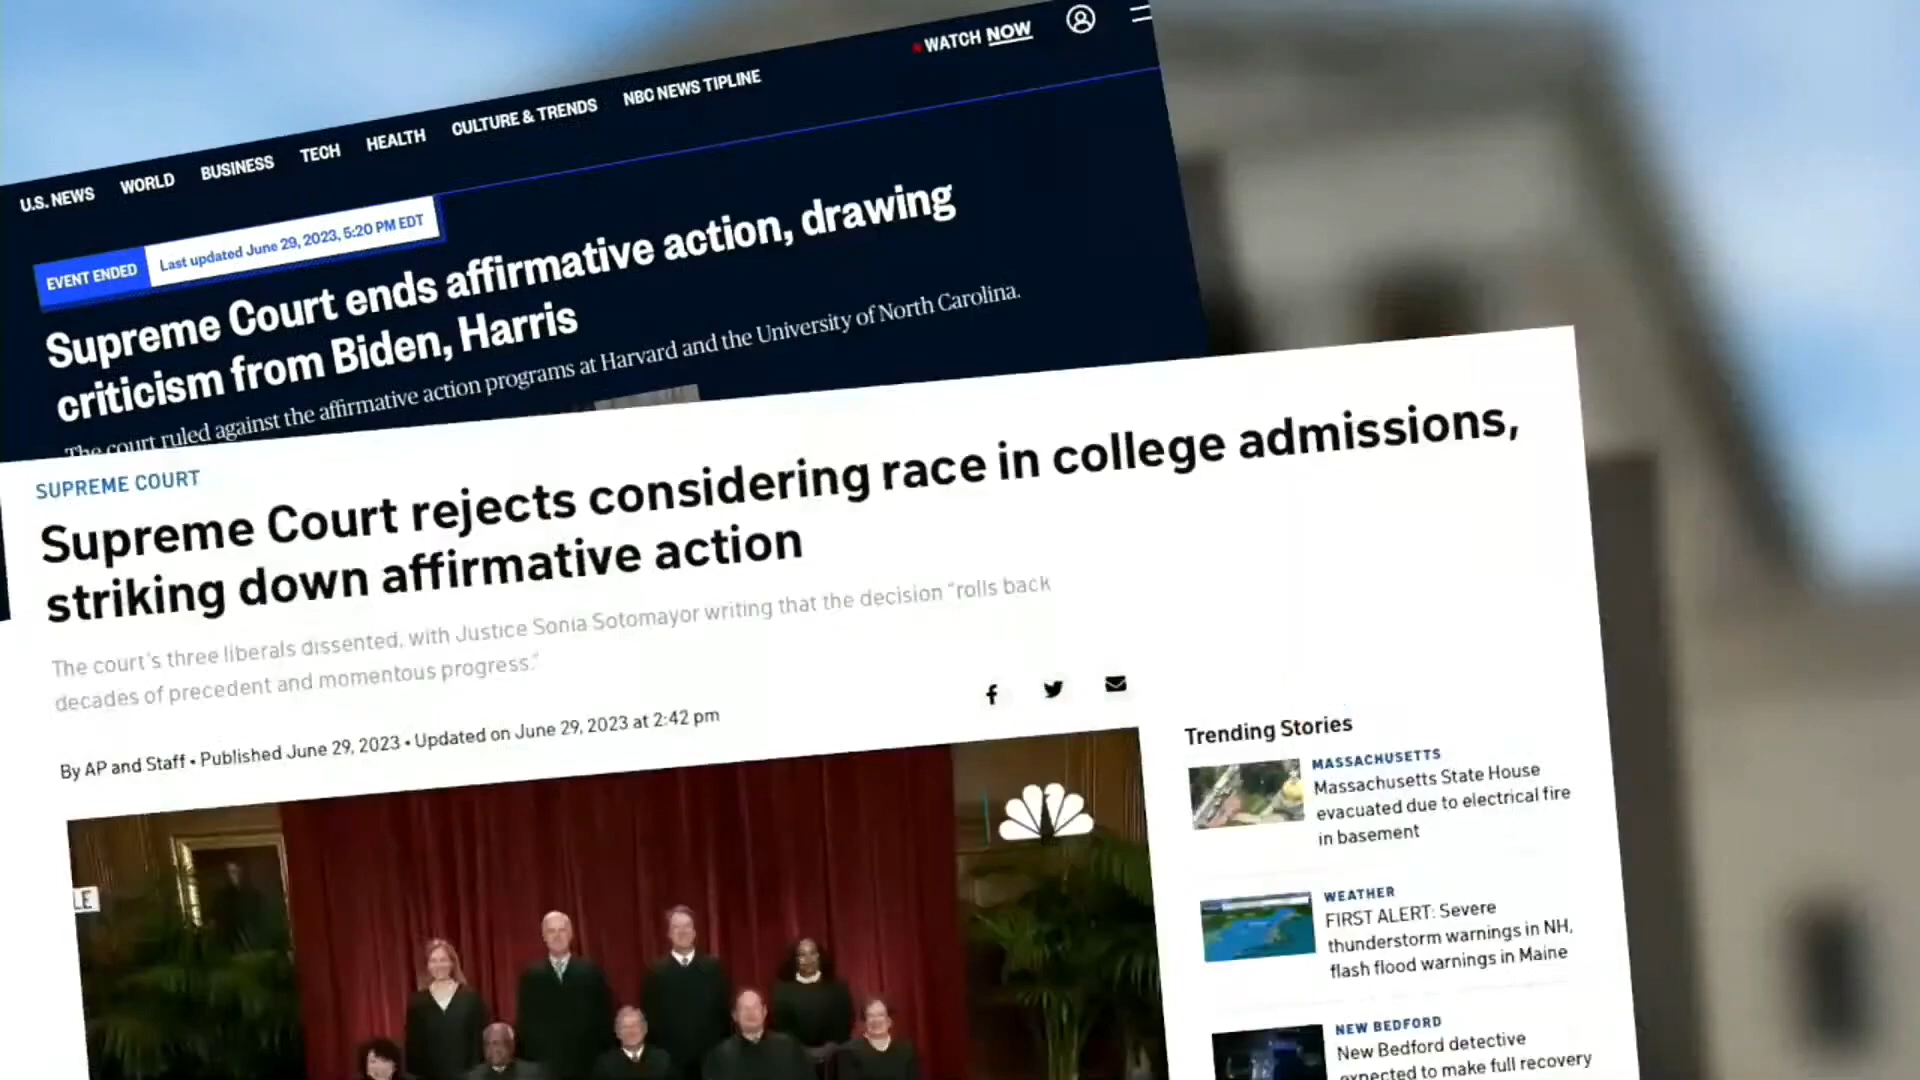 WATCH NOW
U.S. NEWS WORLD BUSINESS TECH HEALTH CULTURE & TRENDS NBC NEWS TIPLINE
EVENT ENDED Last updated June 29, 2023, 5:20 PM EDT
Supreme Court ends affirmative action, drawing
criticism from Biden, Harris
The court ruled against the affirmative action programs at Harvard and the University of North Carolina.
SUPREME COURT
Supreme Court rejects considering race in college admissions,
striking down affirmative action
The court's three liberals dissented, with Justice Sonia Sotomayor writing that the decision “rolls back
decades of precedent and momentous progress.”
By AP and Staff • Published June 29, 2023 • Updated on June 29, 2023 at 2:42 pm
LE
Trending Stories
MASSACHUSETTS
Massachusetts State House
evacuated due to electrical fire
in basement
WEATHER
FIRST ALERT: Severe
thunderstorm warnings in NH,
flash flood warnings in Maine
NEW BEDFORD
New Bedford detective
expected to make full recovery